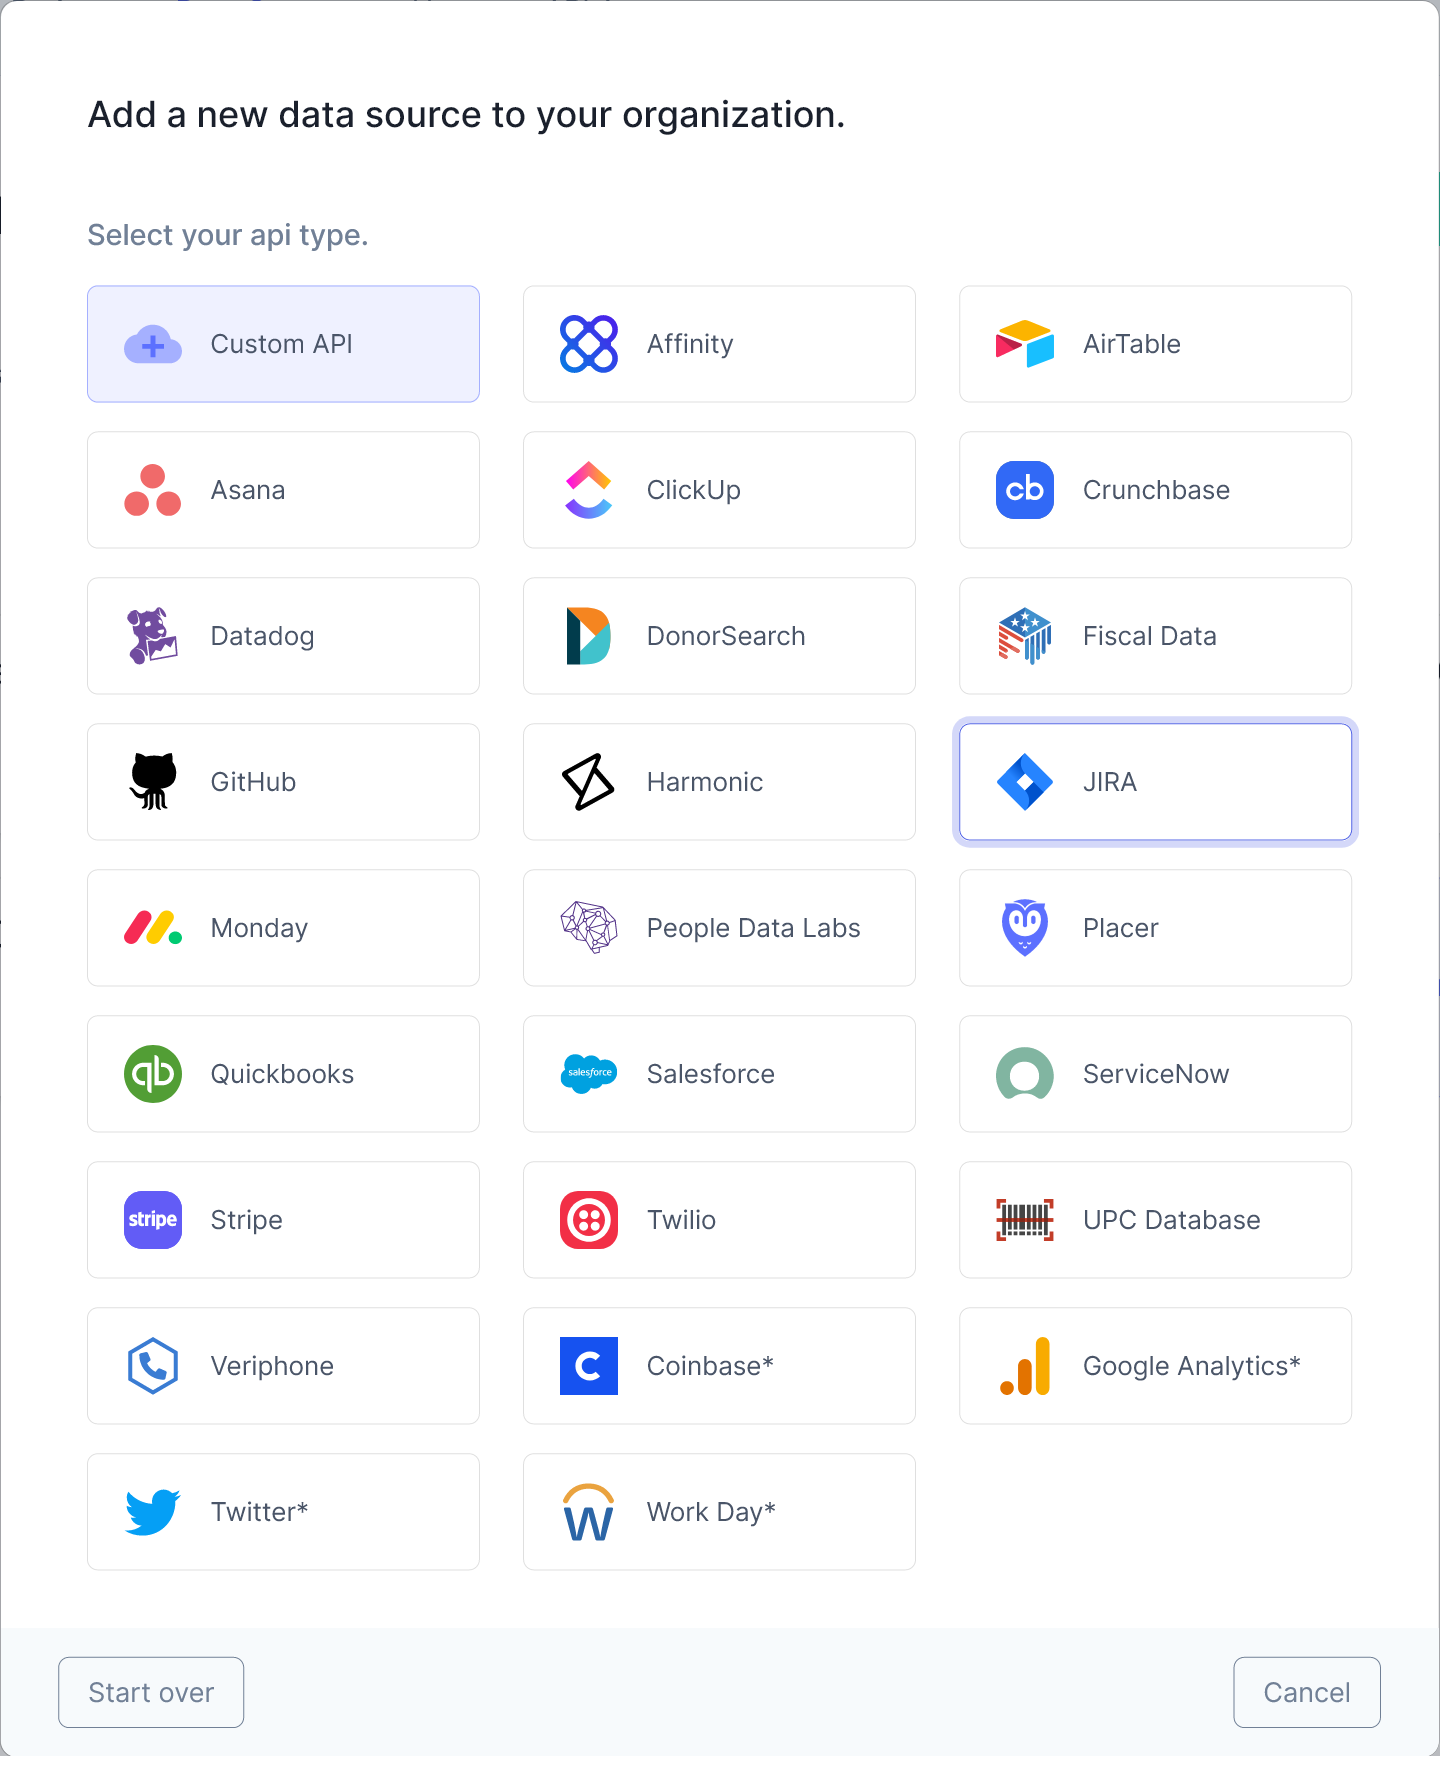 Add a new data source to your organization.
Select your api type.
Custom API
Affinity
AirTable
Asana
ClickUp
cb
Crunchbase
Datadog
DonorSearch
Fiscal Data
GitHub
Harmonic
JIRA
Monday
People Data Labs
Placer
qb
Quickbooks
salesforce
Salesforce
ServiceNow
stripe
Stripe
Twilio
UPC Database
Veriphone
C
Coinbase*
Google Analytics*
Twitter*
W
Work Day*
Start over
Cancel